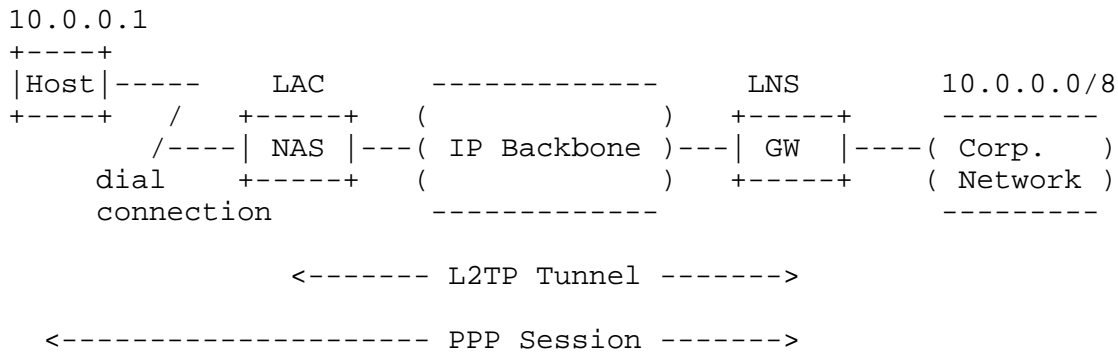 10.0.0.1
+----+
|Host|-----      LAC       -------------      LNS        10.0.0.0/8
+----+   /   +-----+   (             )   +-----+     ---------
        /----| NAS |---( IP Backbone )---| GW  |----( Corp.   )
     dial    +-----+   (             )   +-----+    ( Network )
     connection         -------------                ---------
<------- L2TP Tunnel ------->
<--------------------- PPP Session ------->